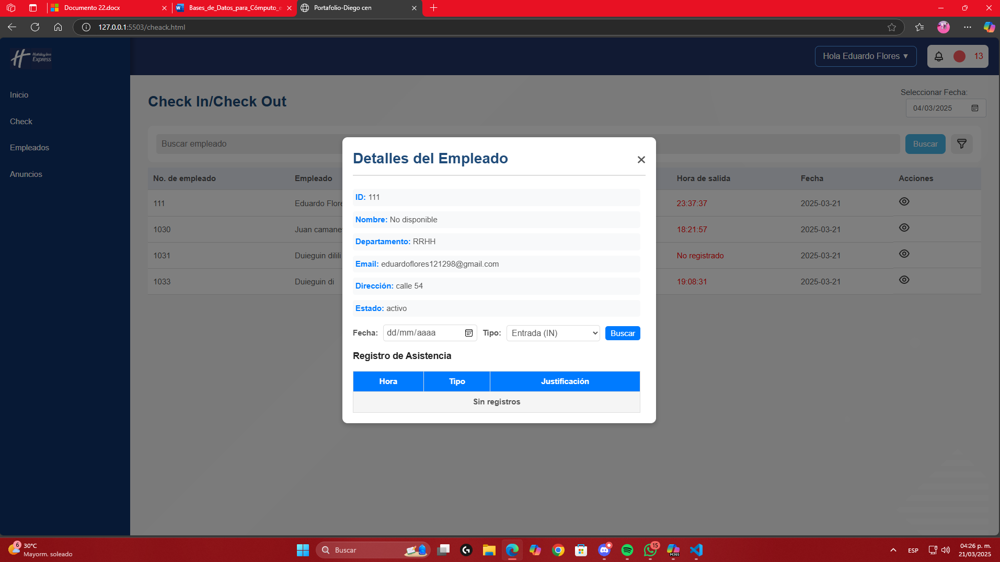 Documento 22.docx
Bases_de_Datos_para_Cómputo_e
Portafolio-Diego cen
127.0.0.1:5503/cheack.html
Holiday Inn
Express
Hola Eduardo Flores ▼
13
Inicio
Check
Empleados
Anuncios
Check In/Check Out
Seleccionar Fecha:
04/03/2025
Buscar empleado
Buscar
No. de empleado Empleado Hora de salida Fecha Acciones
111 Eduardo Flore 23:37:37 2025-03-21
1030 Juan camane 18:21:57 2025-03-21
1031 Duieguin dilili No registrado 2025-03-21
1033 Duieguin di 19:08:31 2025-03-21
Detalles del Empleado
ID: 111
Nombre: No disponible
Departamento: RRHH
Email: eduardoflores121298@gmail.com
Dirección: calle 54
Estado: activo
Fecha: dd/mm/aaaa Tipo: Entrada (IN) Buscar
Registro de Asistencia
Hora Tipo Justificación
Sin registros
6
30°C
Mayorm. soleado
Buscar
15
M365
ESP
04:26 p. m.
21/03/2025